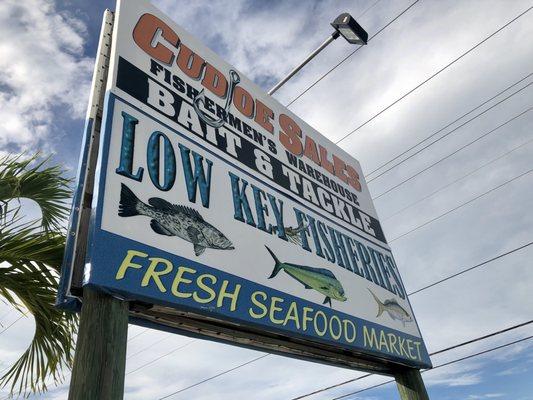 CUDJOE SALES
FISHERMEN'S WAREHOUSE
BAIT & TACKLE
LOW KEY FISHERIES
FRESH SEAFOOD MARKET